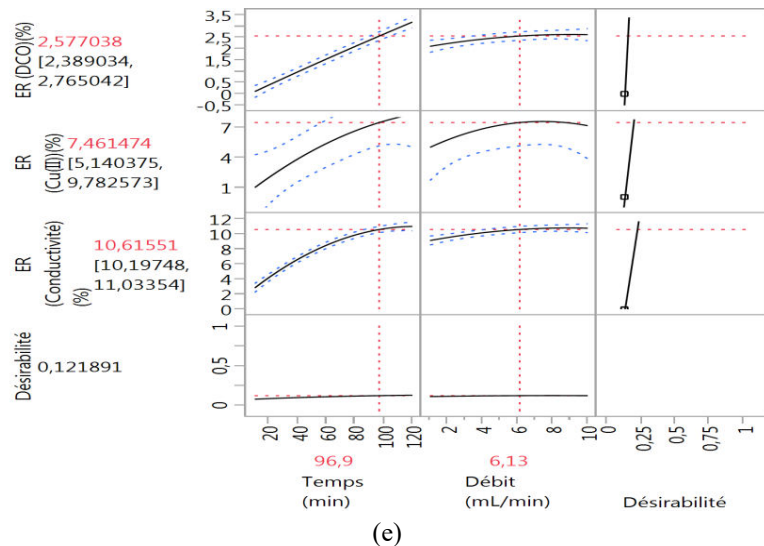 ER (DCO)(%)
2,577038
[2,389034,
2,765042]
3,5
2,5
1,5
0,5
0
-0,5
ER
(Cu(II))(%)
7,461474
[5,140375,
9,782573]
7
4
1
ER
(Conductivité)
(%)
10,61551
[10,19748,
11,03354]
12
10
8
6
4
2
0
Désirabilité
0,121891
1
0,5
0
20 40 60 80 100 120
2 4 6 8 10
0 0,25 0,5 0,75 1
96,9
Temps
(min)
6,13
Débit
(mL/min)
Désirabilité
(e)